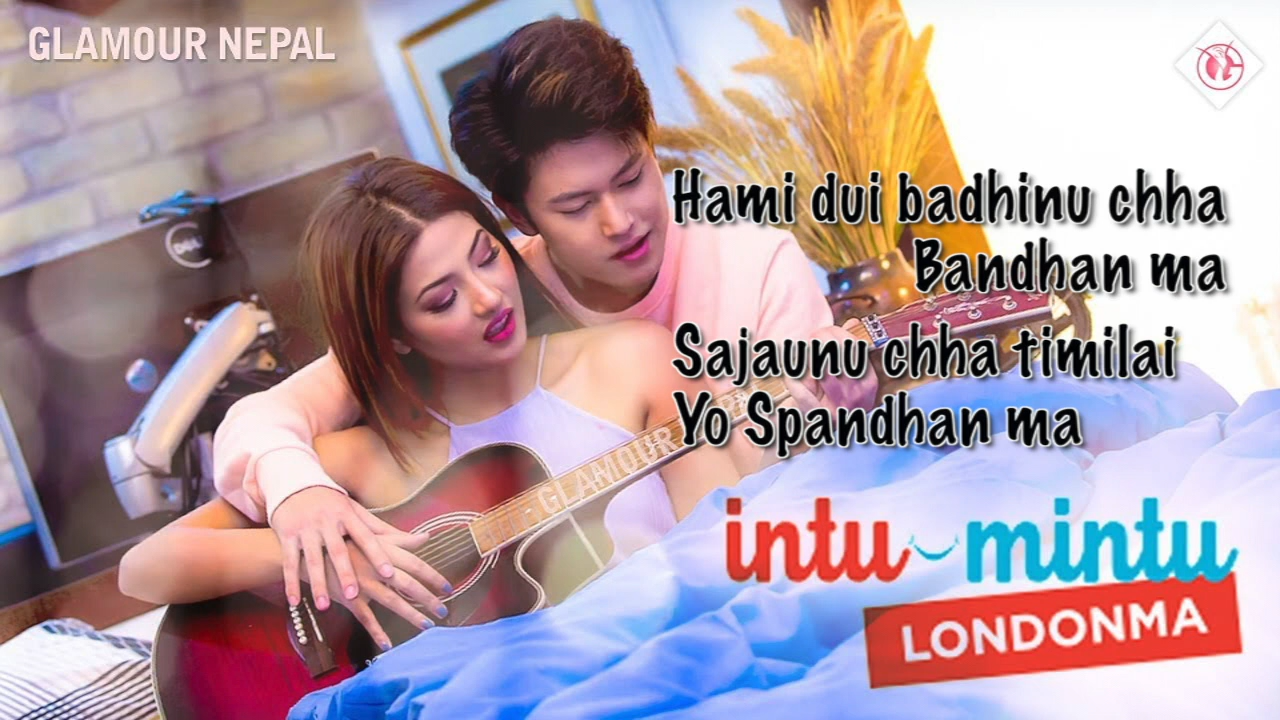 GLAMOUR NEPAL
Hami dui badhinu chha
Bandhan ma
Sajaunu chha timilai
Yo Spandhan ma
GLAMOUR
intu mintu
LONDONMA